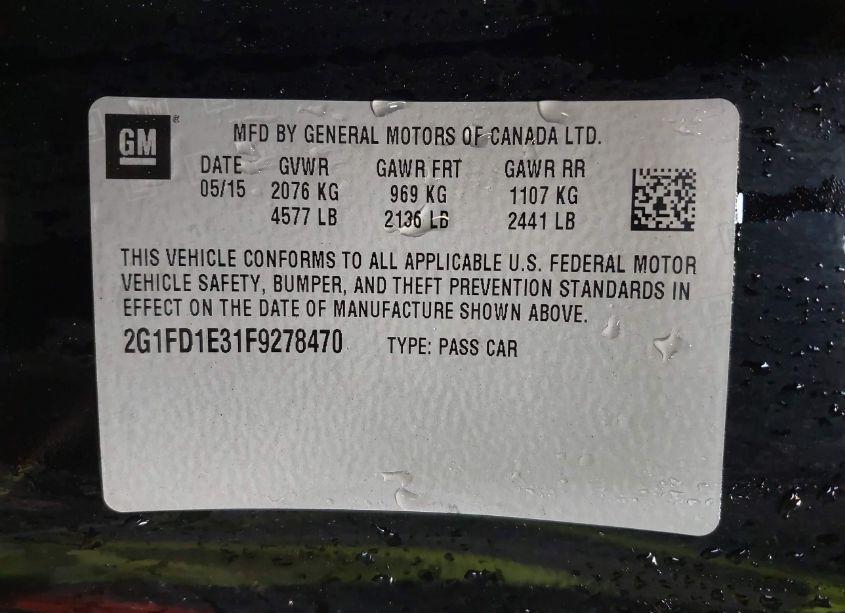 GM®
MFD BY GENERAL MOTORS OF CANADA LTD.
DATE GVWR GAWR FRT GAWR RR
05/15 2076 KG 969 KG 1107 KG
4577 LB 2136 LB 2441 LB
THIS VEHICLE CONFORMS TO ALL APPLICABLE U.S. FEDERAL MOTOR
VEHICLE SAFETY, BUMPER, AND THEFT PREVENTION STANDARDS IN
EFFECT ON THE DATE OF MANUFACTURE SHOWN ABOVE.
2G1FD1E31F9278470 TYPE: PASS CAR